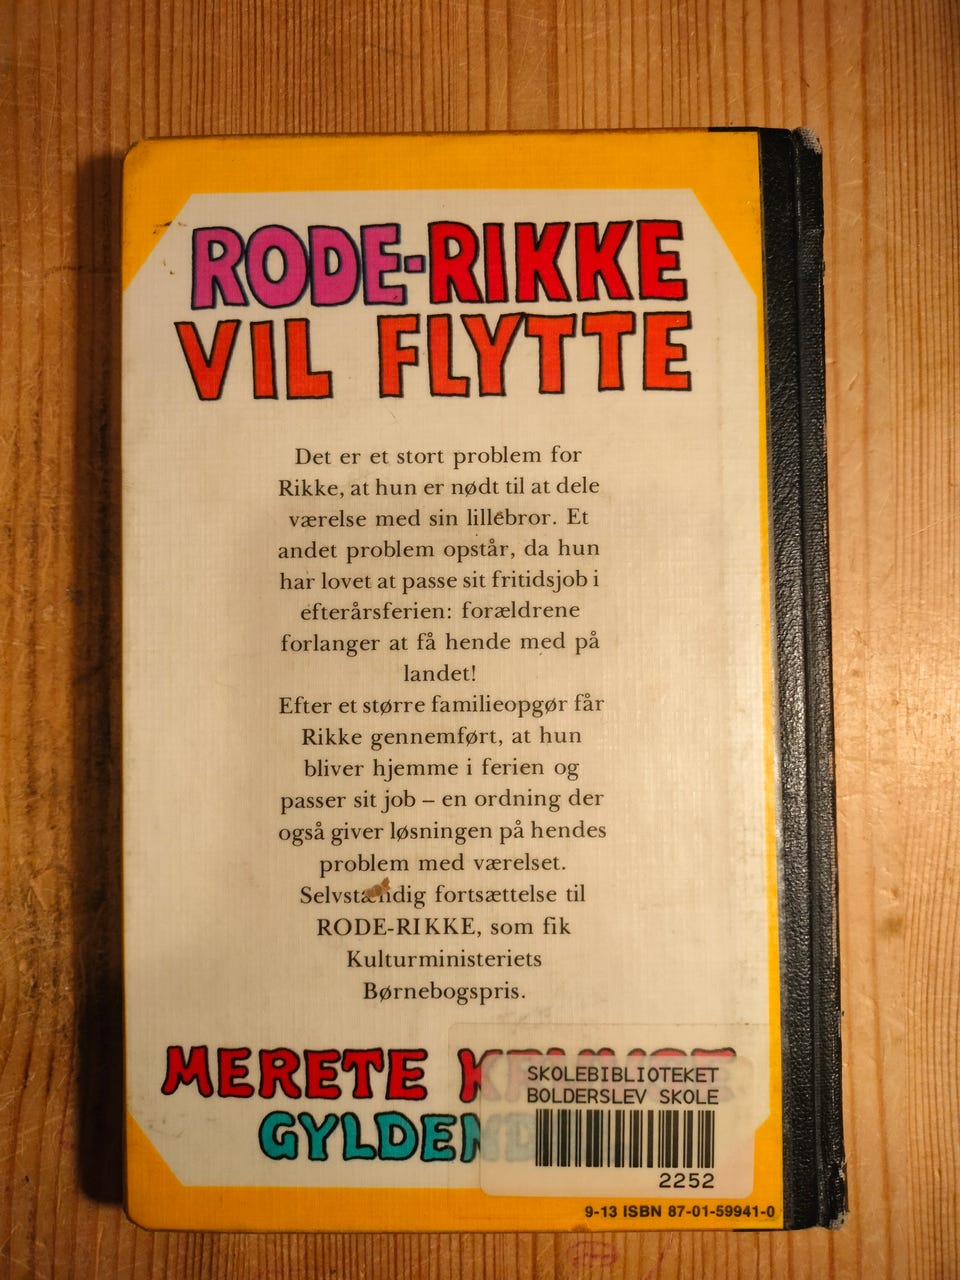 RODE-RIKKE
VIL FLYTTE
Det er et stort problem for
Rikke, at hun er nødt til at dele
værelse med sin lillebror. Et
andet problem opstår, da hun
har lovet at passe sit fritidsjob i
efterårsferien: forældrene
forlanger at få hende med på
landet!
Efter et større familieopgør får
Rikke gennemført, at hun
bliver hjemme i ferien og
passer sit job – en ordning der
også giver løsningen på hendes
problem med værelset.
Selvstændig fortsættelse til
RODE-RIKKE, som fik
Kulturministeriets
Børnebogspris.
MERETE
SKOLEBIBLIOTEKET
BOLDERSLEV SKOLE
2252
9-13 ISBN 87-01-59941-0